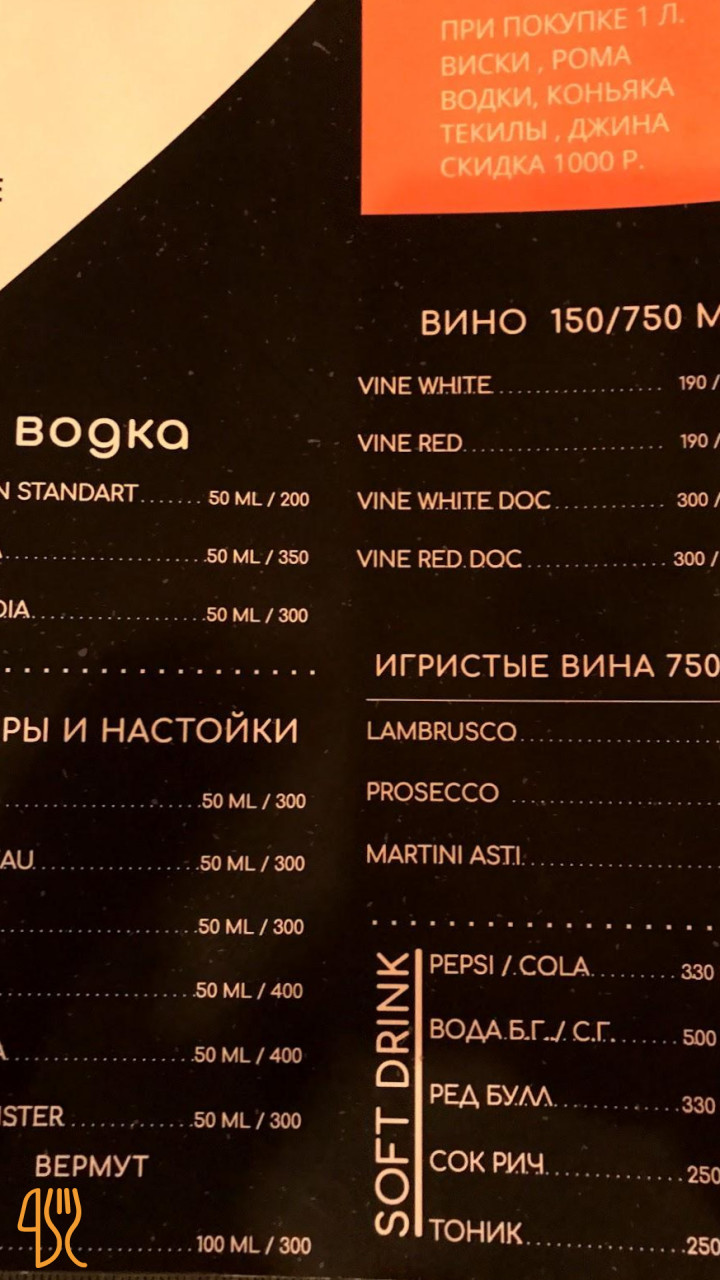 ПРИ ПОКУПКЕ 1 Л.
ВИСКИ , РОМА
ВОДКИ, КОНЬЯКА
ТЕКИЛЫ , ДЖИНА
СКИДКА 1000 Р.
водка
N STANDART.......50 ML / 200
50 ML / 350
DIA 50 ML / 300
РЫ И НАСТОЙКИ
50 ML / 300
AU 50 ML / 300
50 ML / 300
50 ML / 400
A 50 ML / 400
STER 50 ML / 300
ВЕРМУТ
100 ML / 300
ВИНО 150/750 M
VINE WHITE 190 /
VINE RED 190 /
VINE WHITE DOC 300 /
VINE RED DOC 300 /
ИГРИСТЫЕ ВИНА 750
LAMBRUSCO
PROSECCO
MARTINI ASTI
SOFT DRINK
PEPSI / COLA 330
ВОДА Б.Г. / С.Г. 500
РЕД БУЛЛ 330
СОК РИЧ 250
ТОНИК 250